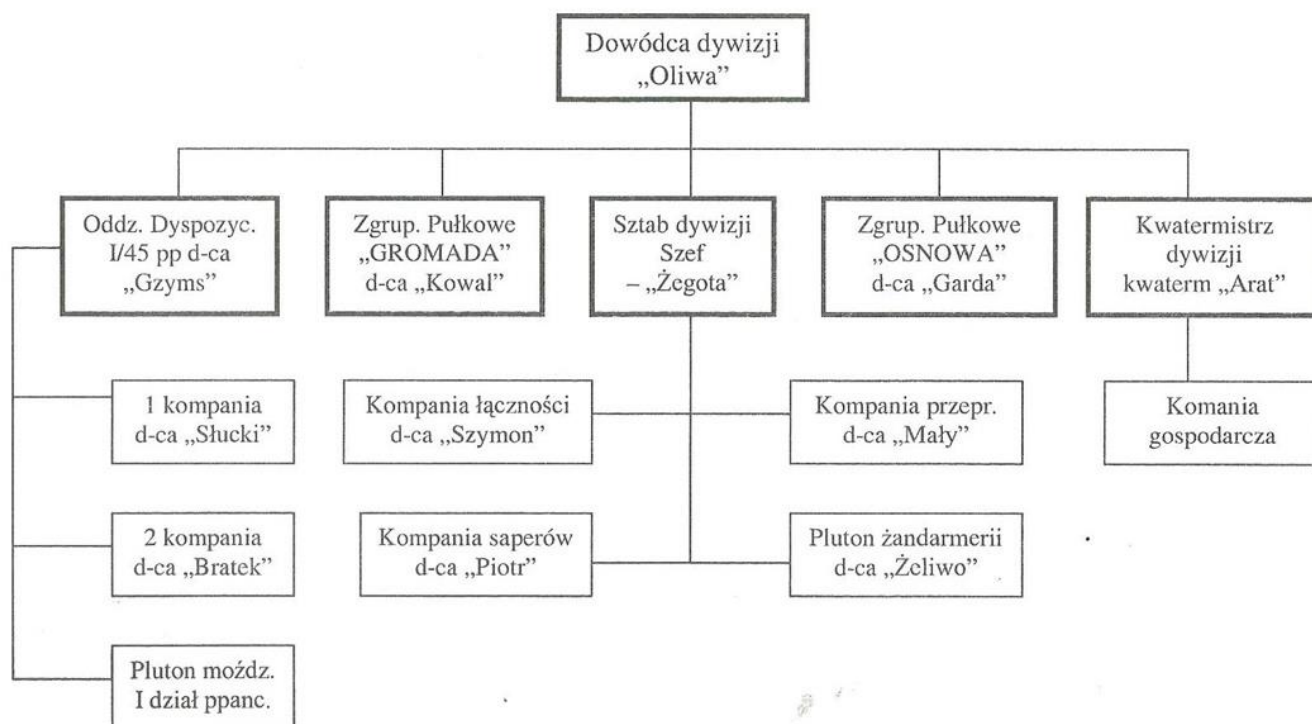 Dowódca dywizji
„Oliwa”
Oddz. Dyspozyc.
I/45 pp d-ca
„Gzyms”
Zgrup. Pułkowe
„GROMADA”
d-ca „Kowal”
Sztab dywizji
Szef
– „Żegota”
Zgrup. Pułkowe
„OSNOWA”
d-ca „Garda”
Kwatermistrz
dywizji
kwaterm „Arat”
1 kompania
d-ca „Słucki”
Kompania łączności
d-ca „Szymon”
Kompania przepr.
d-ca „Mały”
Komania
gospodarcza
2 kompania
d-ca „Bratek”
Kompania saperów
d-ca „Piotr”
Pluton żandarmerii
d-ca „Żeliwo”
Pluton moździ.
I dział ppanc.